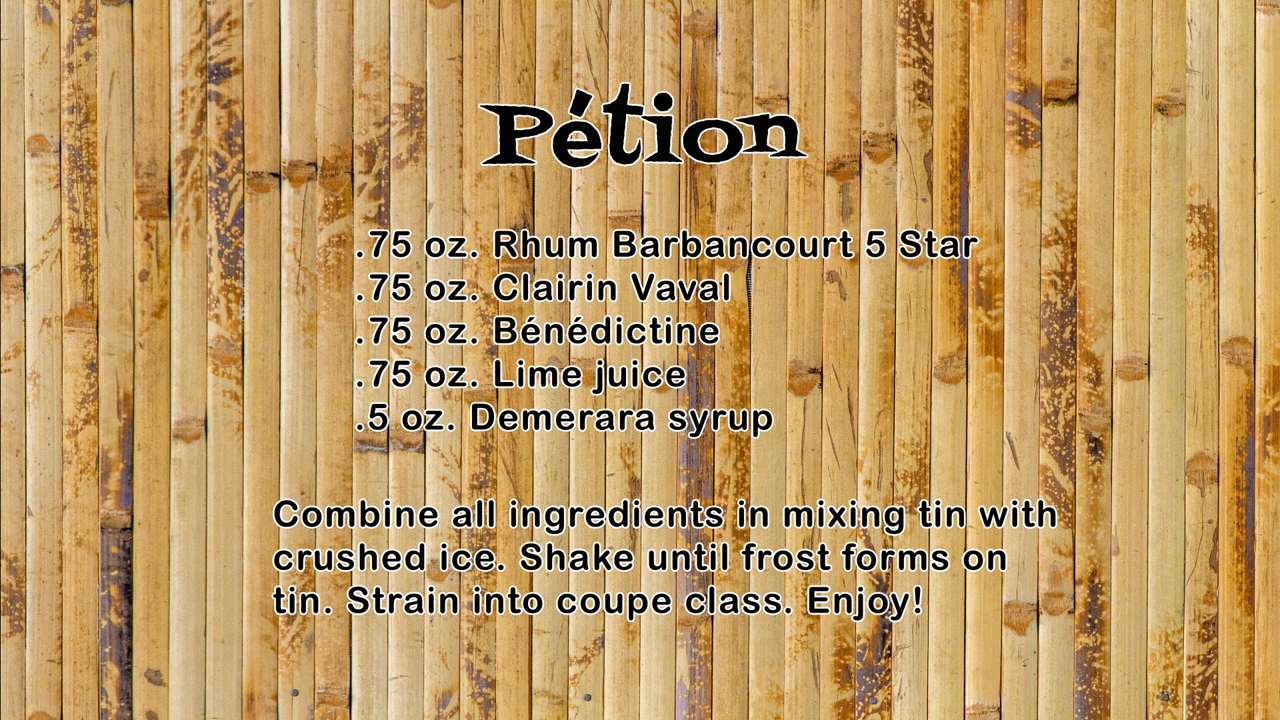 Pétion
.75 oz. Rhum Barbancourt 5 Star
.75 oz. Clairin Vaval
.75 oz. Bénédictine
.75 oz. Lime juice
.5 oz. Demerara syrup
Combine all ingredients in mixing tin with
crushed ice. Shake until frost forms on
tin. Strain into coupe class. Enjoy!